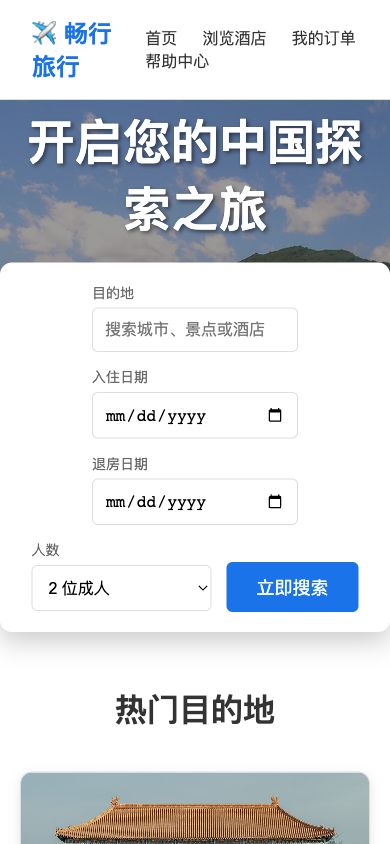 ✈️ 畅行
旅行
首页 浏览酒店 我的订单
帮助中心
开启您的中国探
索之旅
目的地
搜索城市、景点或酒店
入住日期
mm/dd/yyyy
退房日期
mm/dd/yyyy
人数
2 位成人 立即搜索
热门目的地